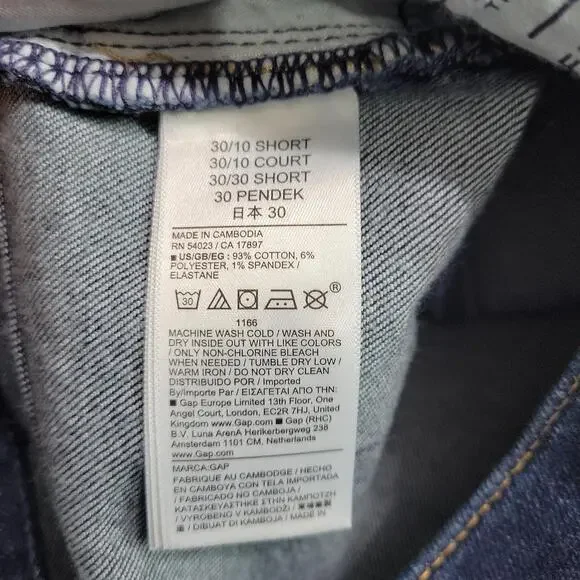 30/10 SHORT
30/10 COURT
30/30 SHORT
30 PENDEK
日本 30
MADE IN CAMBODIA
RN 54023 / CA 17897
■ US/GB/EG : 93% COTTON, 6%
POLYESTER, 1% SPANDEX /
ELASTANE
30
®
1166
MACHINE WASH COLD / WASH AND
DRY INSIDE OUT WITH LIKE COLORS
/ ONLY NON-CHLORINE BLEACH
WHEN NEEDED / TUMBLE DRY LOW /
WARM IRON / DO NOT DRY CLEAN
DISTRIBUIDO POR / Imported
By/Importe Par / ΕΙΣΑΓΕΤΑΙ ΑΠΟ ΤΗΝ:
■ Gap Europe Limited 13th Floor, One
Angel Court, London, EC2R 7HJ, United
Kingdom www.Gap.com ■ Gap (RHC)
B.V. Luna ArenA Herikerbergweg 238
Amsterdam 1101 CM, Netherlands
www.Gap.com
MARCA:GAP
FABRIQUE AU CAMBODGE / HECHO
EN CAMBOYA CON TELA IMPORTADA
/ FABRICADO NO CAMBOJA /
ΚΑΤΑΣΚΕΥΑΣΤΗΚΕ ΣΤΗΝ ΚΑΜΠΟΤΖΗ
/ VYROBENO V KAMBODŽI / MADE IN
/ DIBUAT DI KAMBOJA / MADE IN